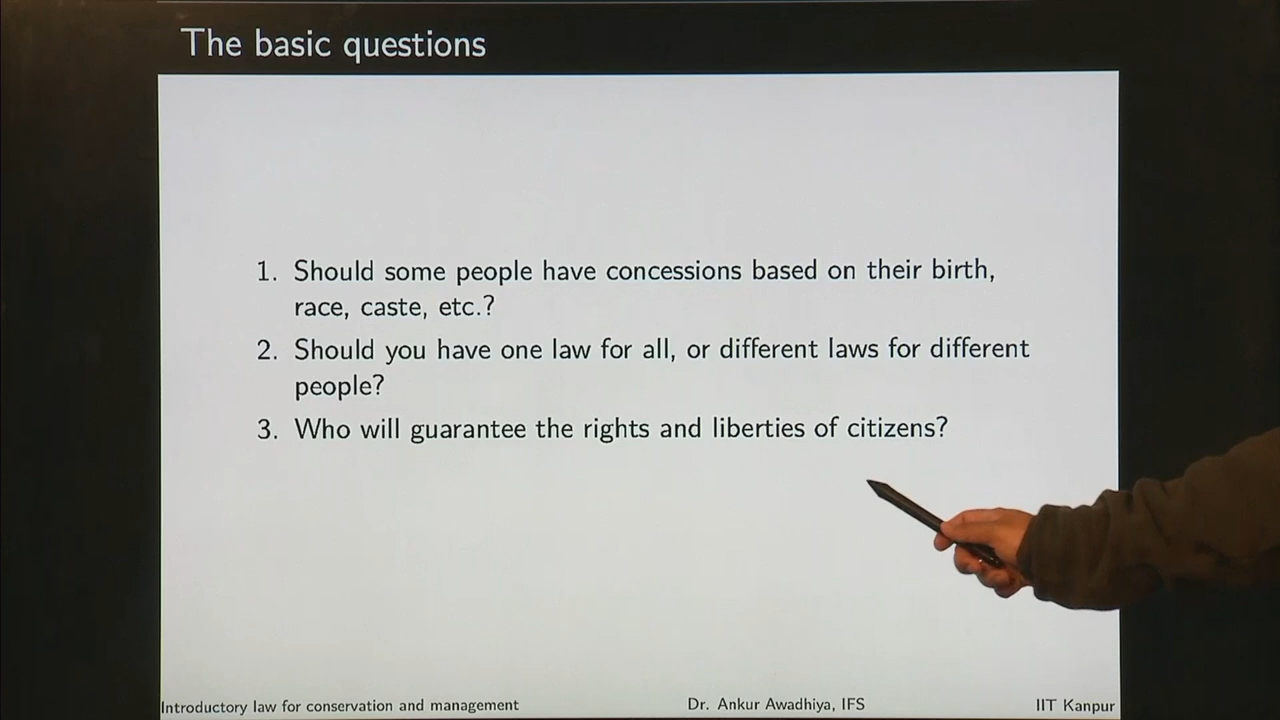 The basic questions
1. Should some people have concessions based on their birth,
race, caste, etc.?
2. Should you have one law for all, or different laws for different
people?
3. Who will guarantee the rights and liberties of citizens?
Introductory law for conservation and management Dr. Ankur Awadhiya, IFS IIT Kanpur